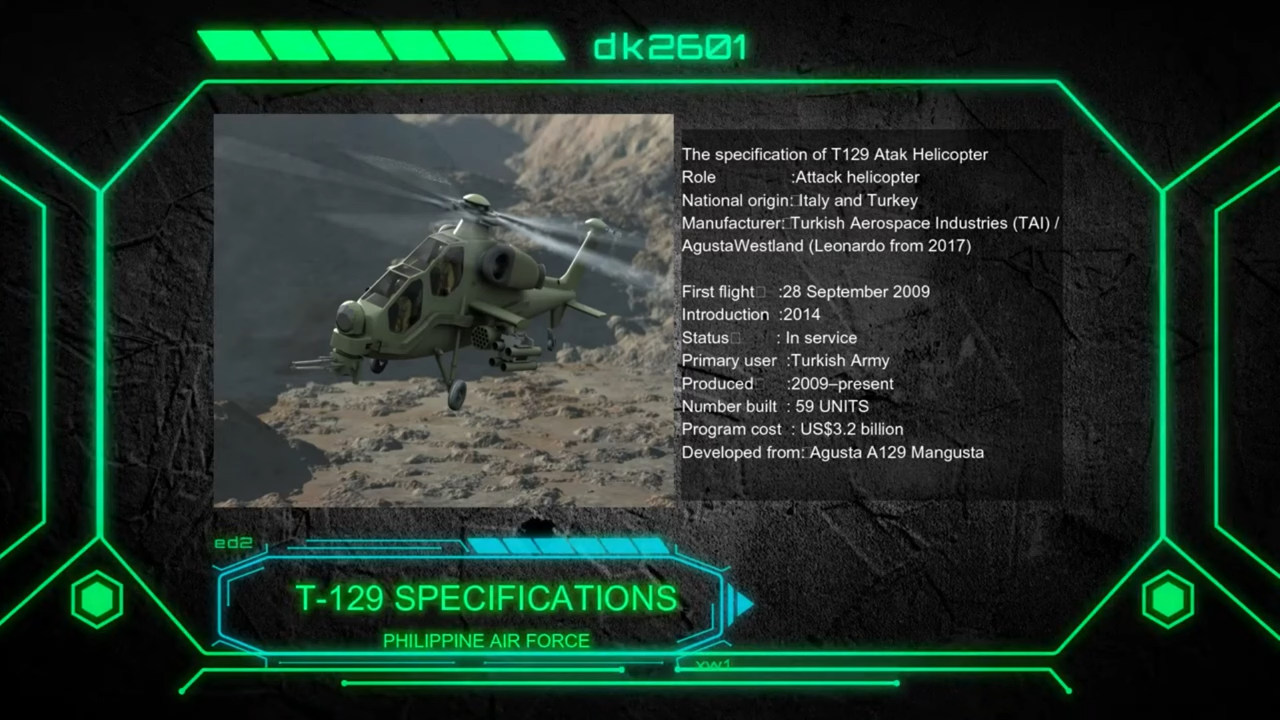 dk2601
The specification of T129 Atak Helicopter
Role :Attack helicopter
National origin: Italy and Turkey
Manufacturer: Turkish Aerospace Industries (TAI) /
AgustaWestland (Leonardo from 2017)
First flight :28 September 2009
Introduction :2014
Status : In service
Primary user :Turkish Army
Produced :2009–present
Number built : 59 UNITS
Program cost : US$3.2 billion
Developed from: Agusta A129 Mangusta
ed2
T-129 SPECIFICATIONS
PHILIPPINE AIR FORCE
xw1